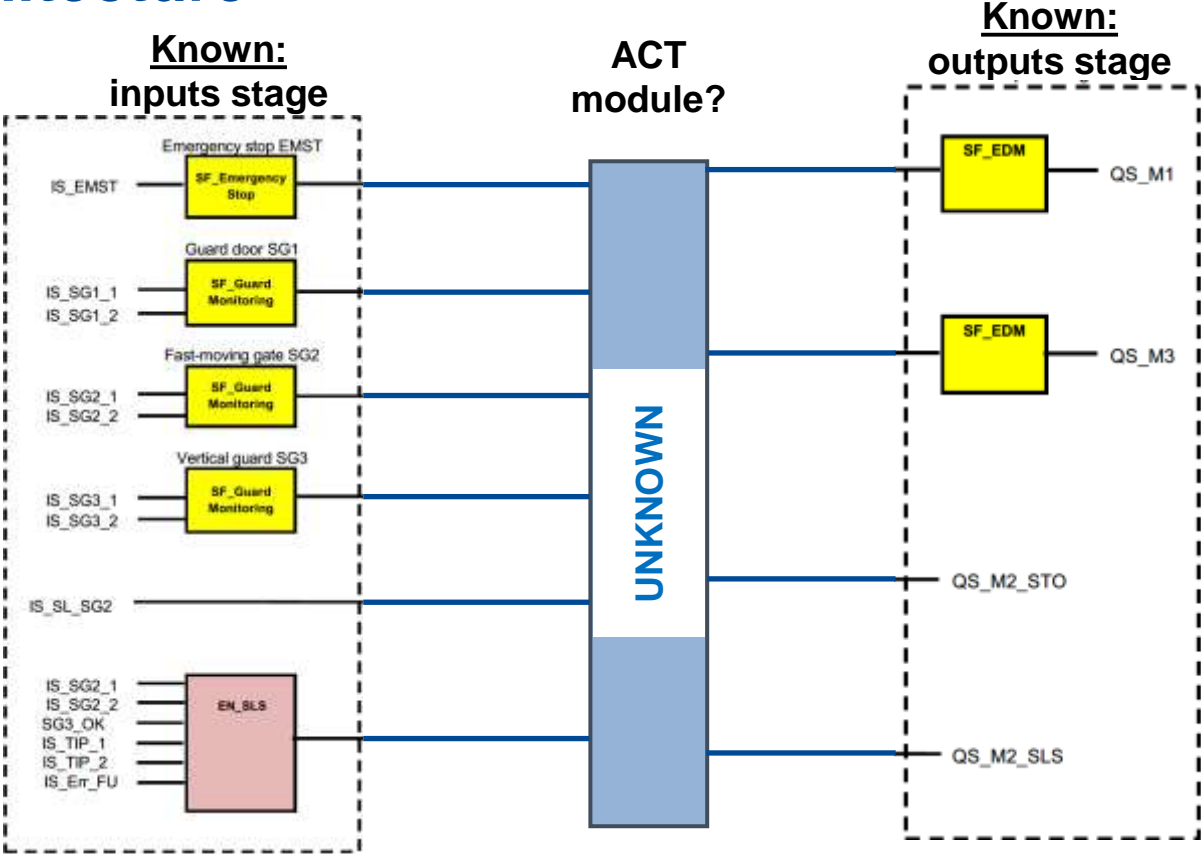 Known:
inputs stage
ACT
module?
Known:
outputs stage
Emergency stop EMST
IS_EMST
SF_Emergency
Stop
Guard door SG1
IS_SG1_1
IS_SG1_2
SF_Guard
Monitoring
Fast-moving gate SG2
IS_SG2_1
IS_SG2_2
SF_Guard
Monitoring
Vertical guard SG3
IS_SG3_1
IS_SG3_2
SF_Guard
Monitoring
IS_SL_SG2
IS_SG2_1
IS_SG2_2
SG3_OK
IS_TIP_1
IS_TIP_2
IS_Err_FU
EN_SLS
UNKNOWN
SF_EDM
QS_M1
SF_EDM
QS_M3
QS_M2_STO
QS_M2_SLS